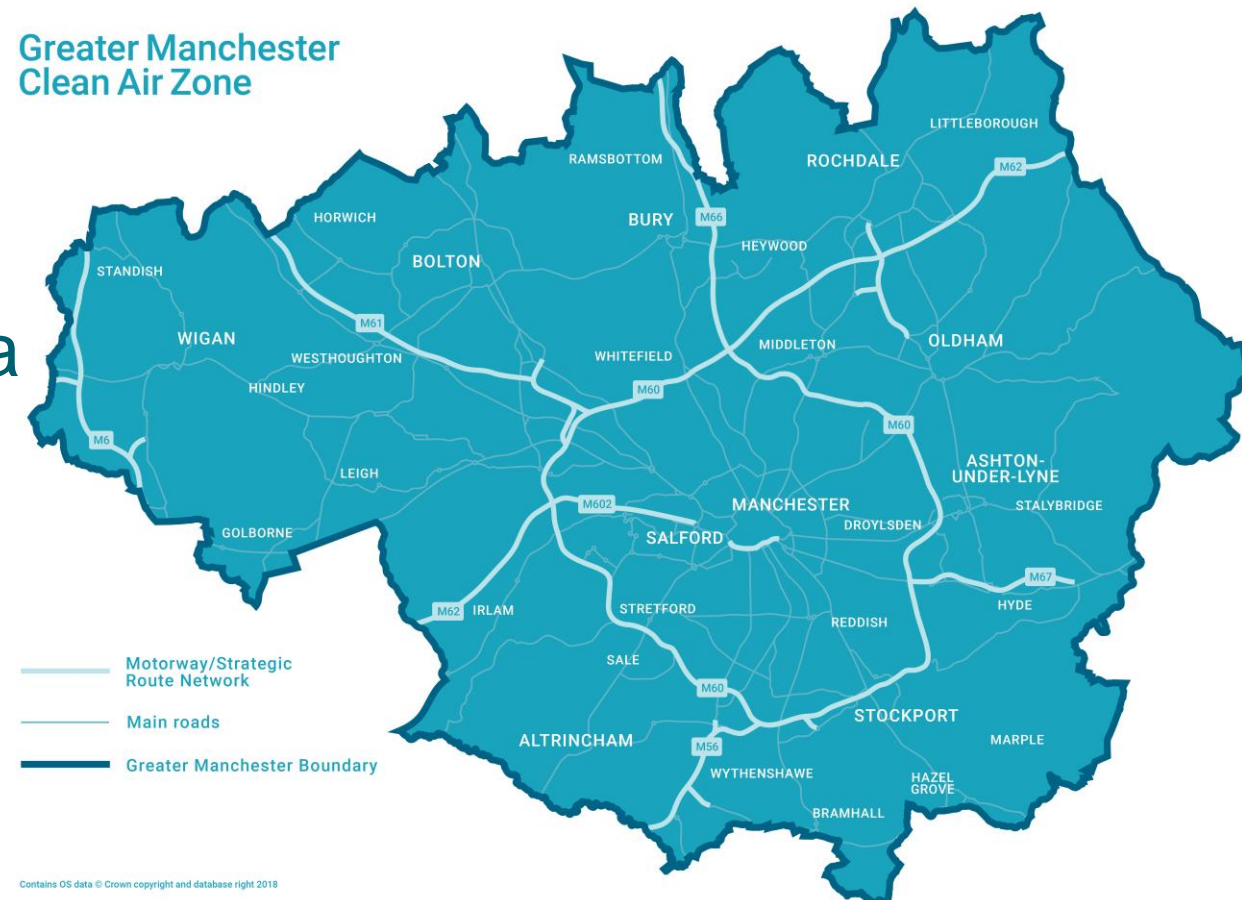 Greater Manchester
Clean Air Zone
LITTLEBOROUGH
RAMSBOTTOM
ROCHDALE
M62
HORWICH
BURY
M66
HEYWOOD
BOLTON
STANDISH
M61
WIGAN
WESTHOUGHTON
WHITEFIELD
MIDDLETON
OLDHAM
a
HINDLEY
M60
M60
M6
LEIGH
ASHTON-
UNDER-LYNE
STALYBRIDGE
M602
MANCHESTER
DROYLSDEN
GOLBORNE
SALFORD
M67
HYDE
M62
IRLAM
STRETFORD
REDDISH
SALE
M60
STOCKPORT
ALTRINCHAM
M56
MARPLE
WYTHENSHAWE
HAZEL
GROVE
BRAMHALL
Motorway/Strategic
Route Network
Main roads
Greater Manchester Boundary
Contains OS data © Crown copyright and database right 2018